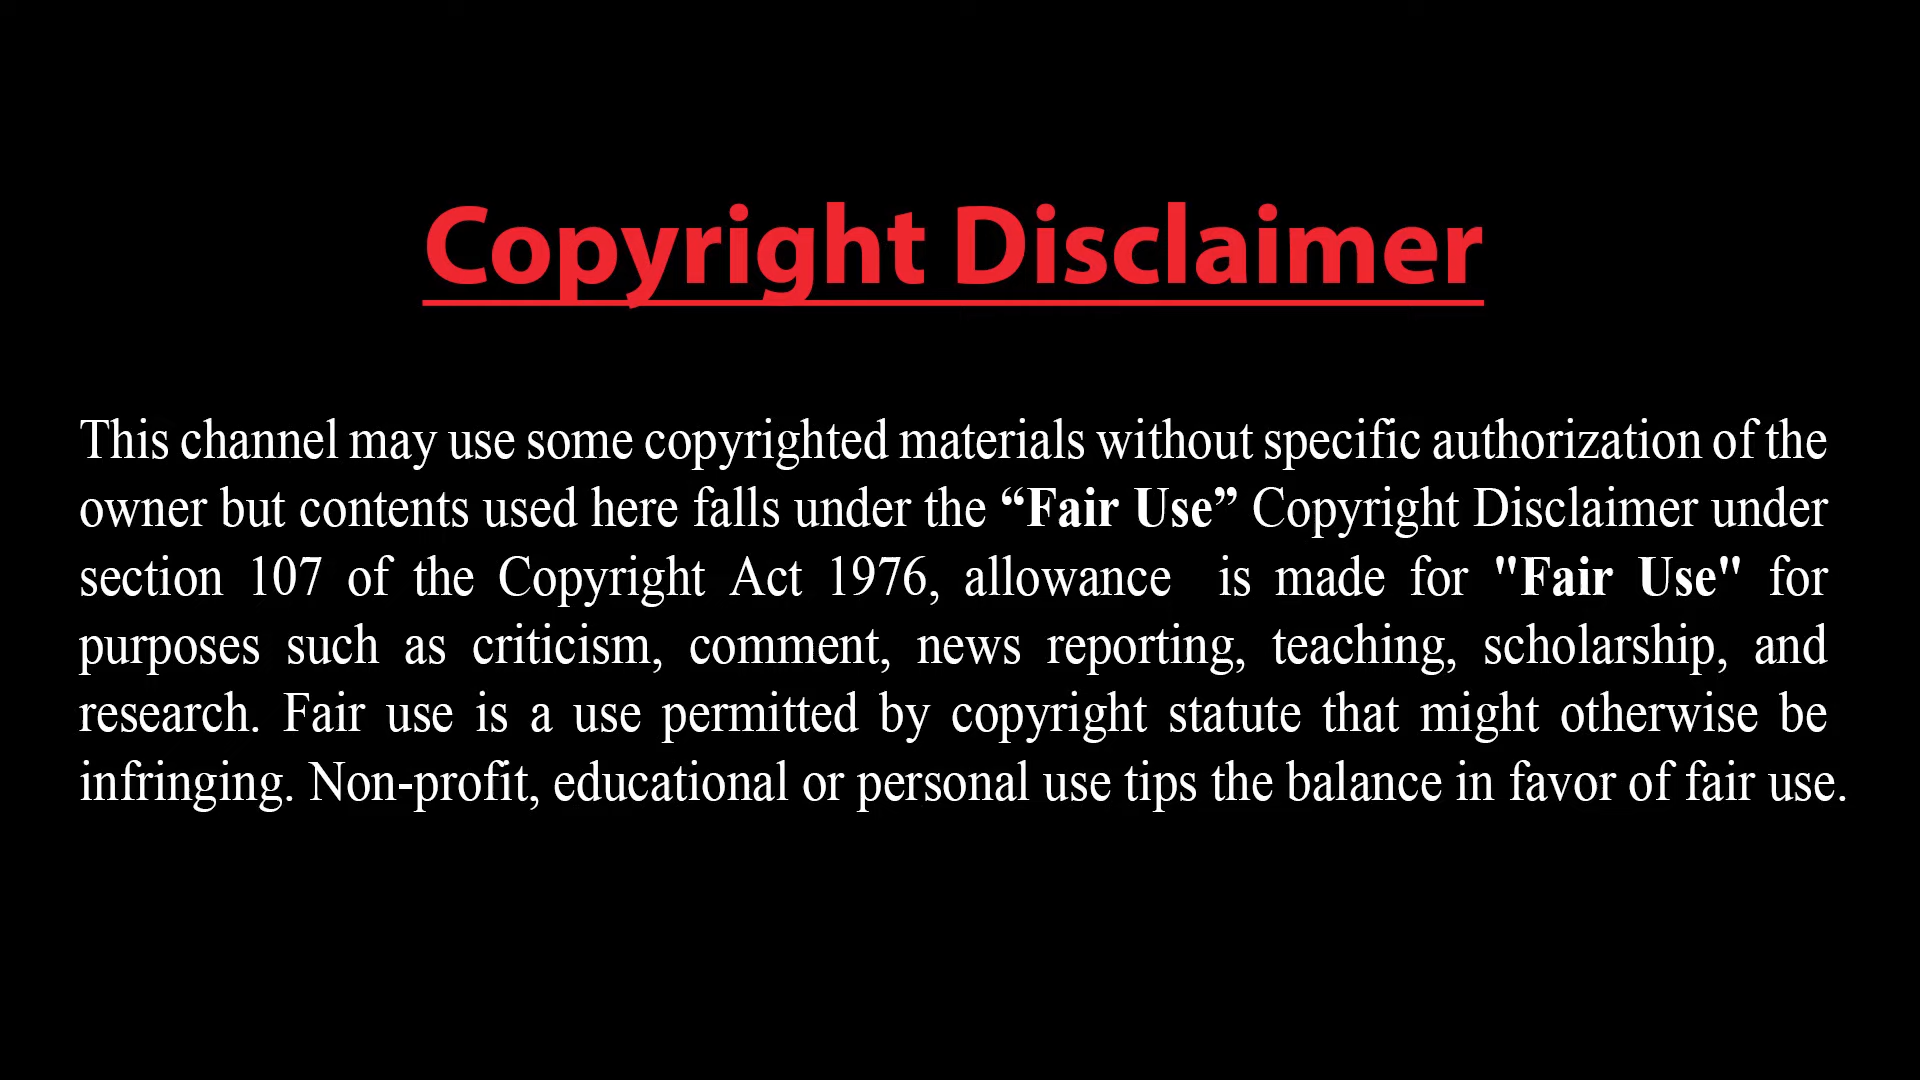 Copyright Disclaimer
This channel may use some copyrighted materials without specific authorization of the
owner but contents used here falls under the “Fair Use” Copyright Disclaimer under
section 107 of the Copyright Act 1976, allowance  is made for "Fair Use" for
purposes such as criticism, comment, news reporting, teaching, scholarship, and
research. Fair use is a use permitted by copyright statute that might otherwise be
infringing. Non-profit, educational or personal use tips the balance in favor of fair use.